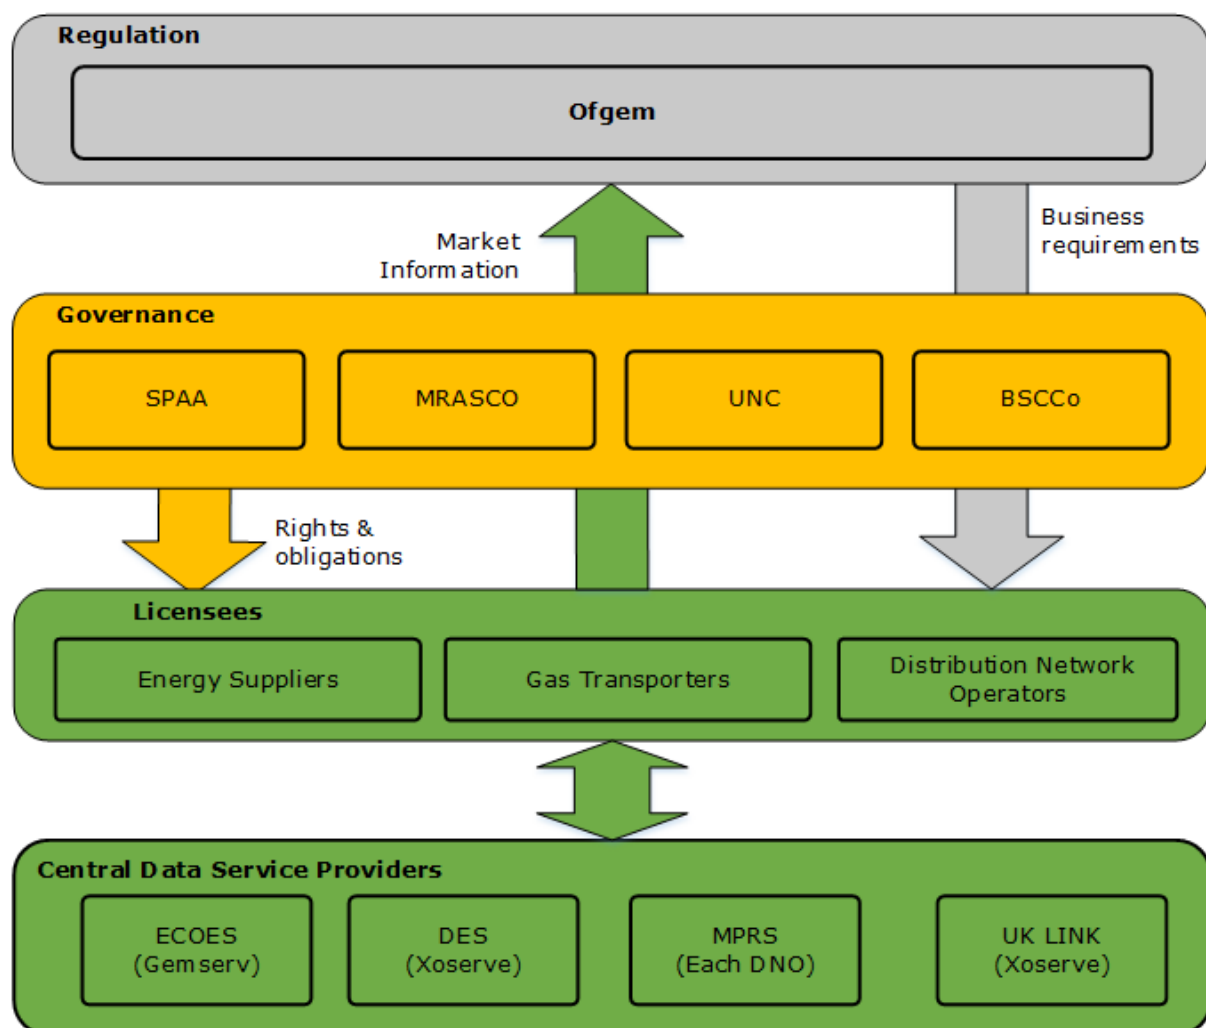 Regulation
Ofgem
Market
Information
Business
requirements
Governance
SPAA
MRASCO
UNC
BSCCo
Rights &
obligations
Licensees
Energy Suppliers
Gas Transporters
Distribution Network
Operators
Central Data Service Providers
ECOES
(Gemserv)
DES
(Xoserve)
MPRS
(Each DNO)
UK LINK
(Xoserve)